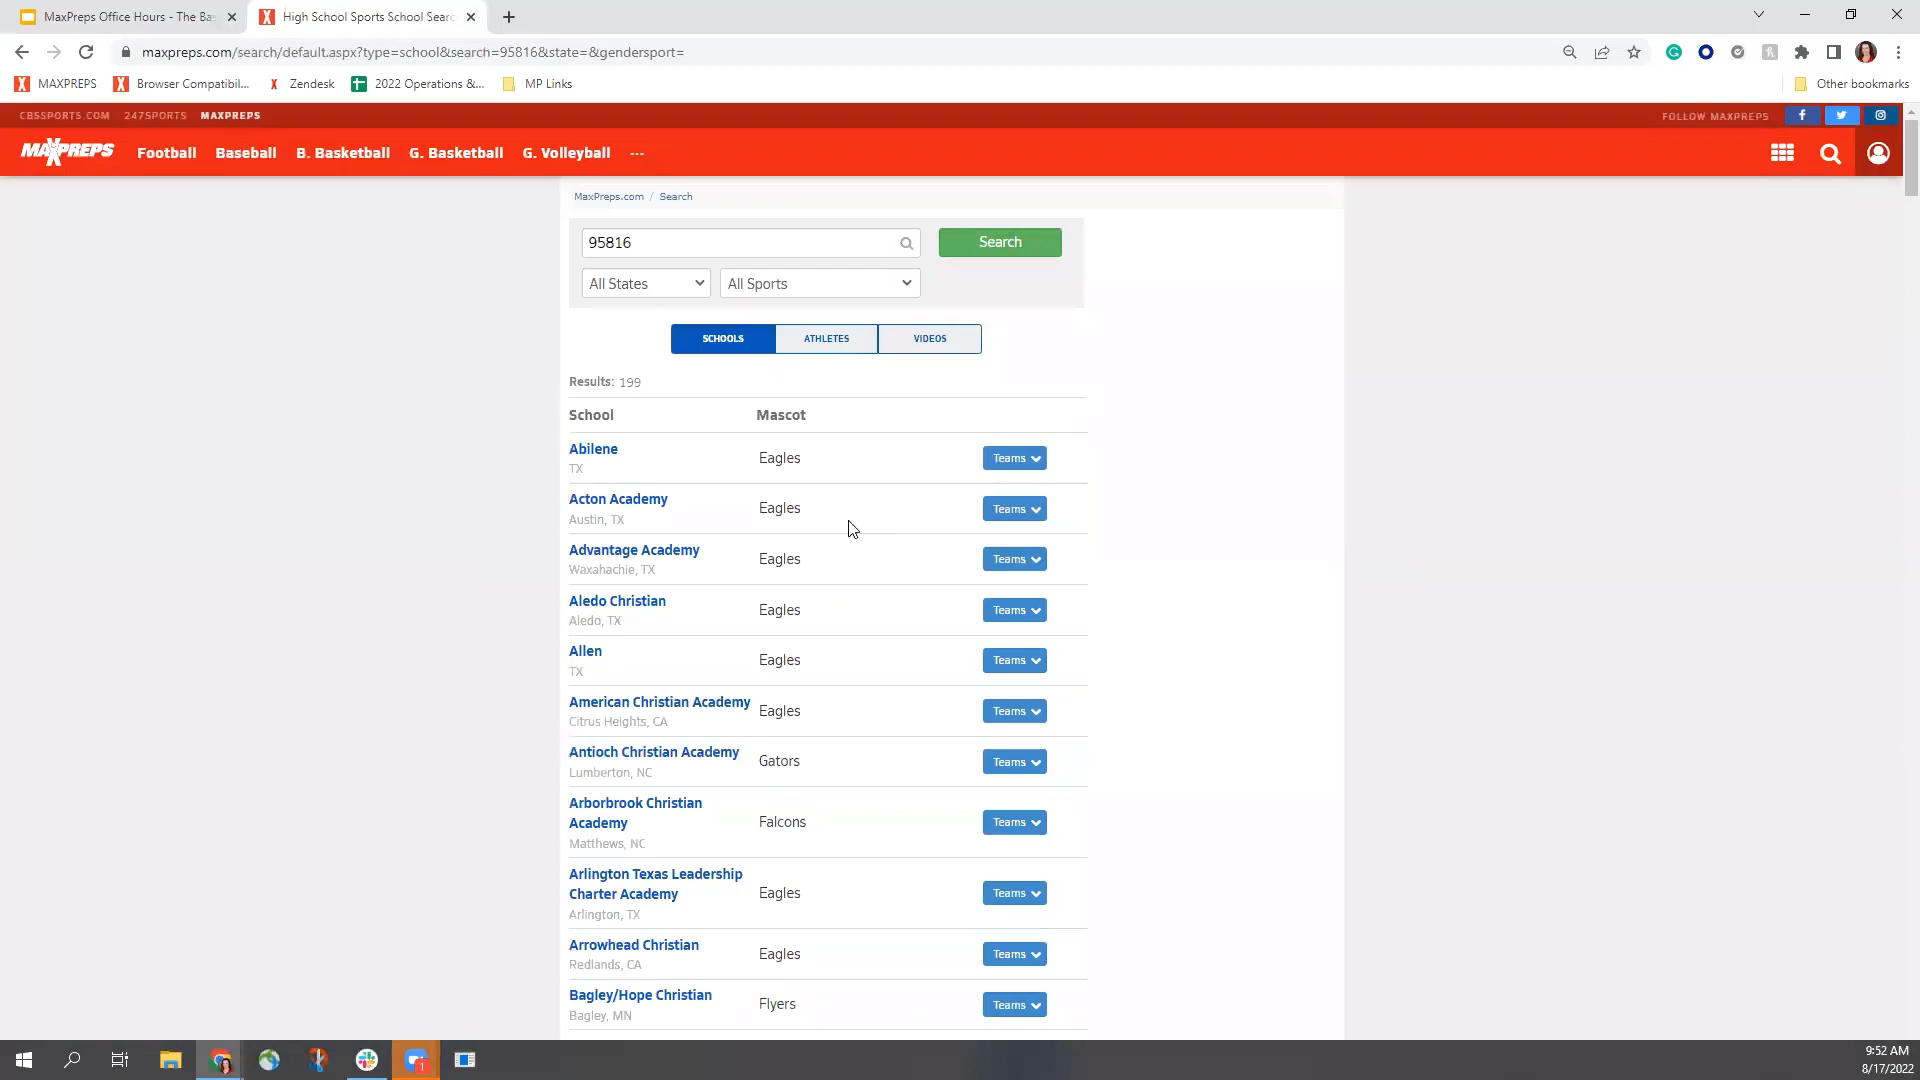 MaxPreps Office Hours - The Ba
High School Sports School Sear
maxpreps.com/search/default.aspx?type=school&search=95816&state=&gendersport=
MAXPREPS
Browser Compatibil...
Zendesk
2022 Operations &...
MP Links
Other bookmarks
CBSSPORTS.COM 247SPORTS MAXPREPS
FOLLOW MAXPREPS
MAXPREPS
Football Baseball B. Basketball G. Basketball G. Volleyball ...
MaxPreps.com / Search
95816
Search
All States
All Sports
SCHOOLS
ATHLETES
VIDEOS
Results: 199
School Mascot
Abilene
TX
Eagles
Teams
Acton Academy
Austin, TX
Eagles
Teams
Advantage Academy
Waxahachie, TX
Eagles
Teams
Aledo Christian
Aledo, TX
Eagles
Teams
Allen
TX
Eagles
Teams
American Christian Academy
Citrus Heights, CA
Eagles
Teams
Antioch Christian Academy
Lumberton, NC
Gators
Teams
Arborbrook Christian
Academy
Matthews, NC
Falcons
Teams
Arlington Texas Leadership
Charter Academy
Arlington, TX
Eagles
Teams
Arrowhead Christian
Redlands, CA
Eagles
Teams
Bagley/Hope Christian
Bagley, MN
Flyers
Teams
1
9:52 AM
8/17/2022